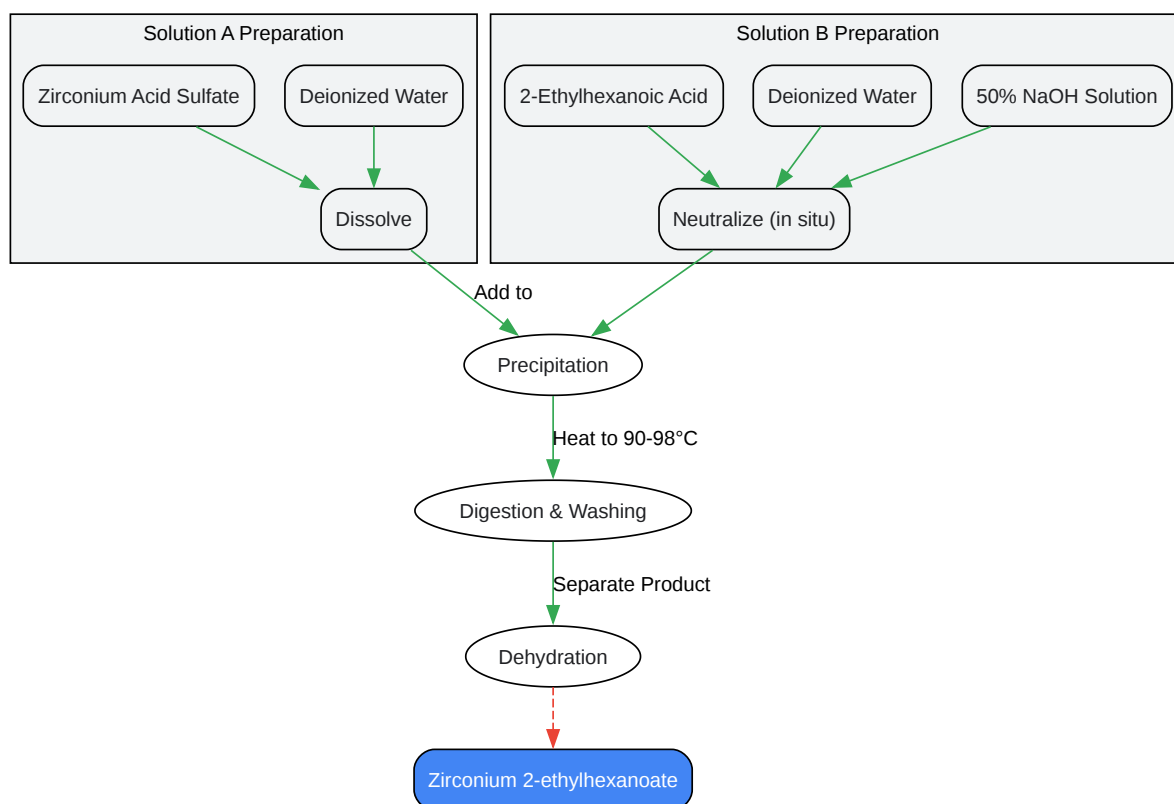 Solution A Preparation
Solution B Preparation
Zirconium Acid Sulfate
Deionized Water
2-Ethylhexanoic Acid
Deionized Water
50% NaOH Solution
Dissolve
Neutralize (in situ)
Add to
Precipitation
Heat to 90-98°C
Digestion & Washing
Separate Product
Dehydration
Zirconium 2-ethylhexanoate